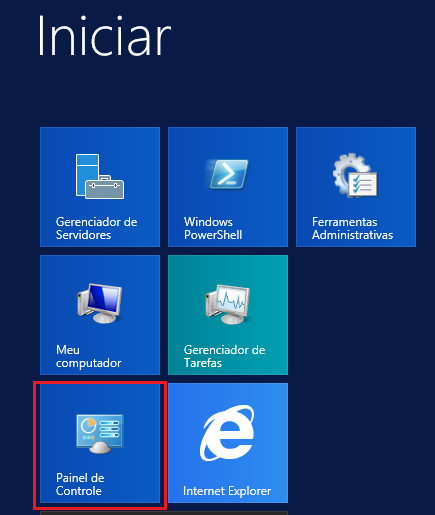 Iniciar
Gerenciador de
Servidores
Windows
PowerShell
Ferramentas
Administrativas
Meu
computador
Gerenciador de
Tarefas
Painel de
Controle
Internet Explorer